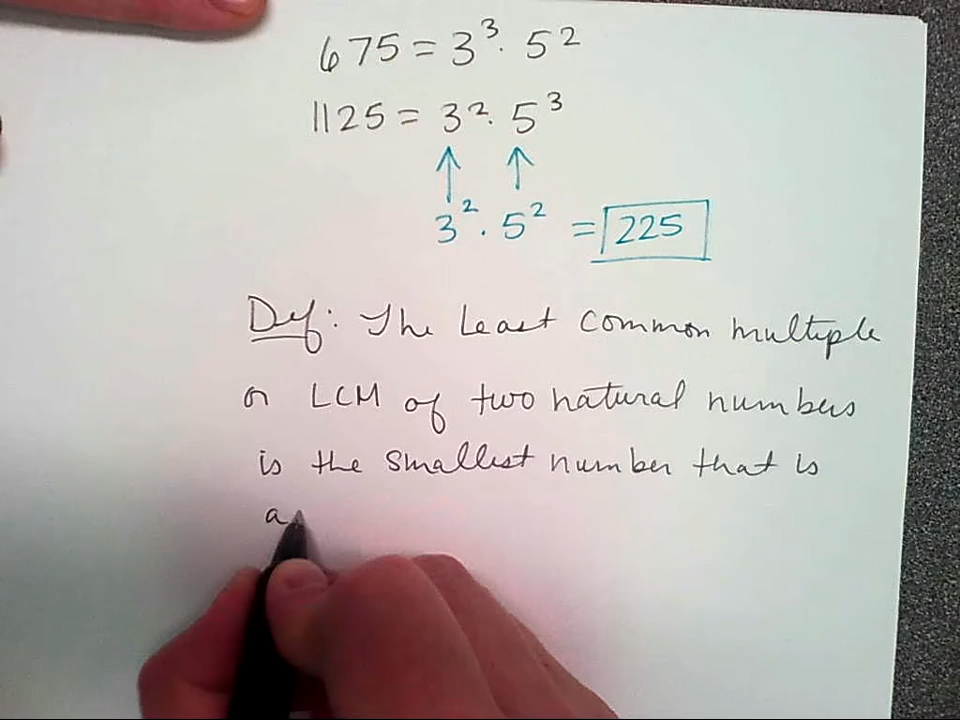 675 = 3³ · 5²
1125 = 3² · 5³
↑ ↑
3² · 5² = 225
Def: The Least common multiple
or LCM of two natural numbers
is the smallest number that is
a